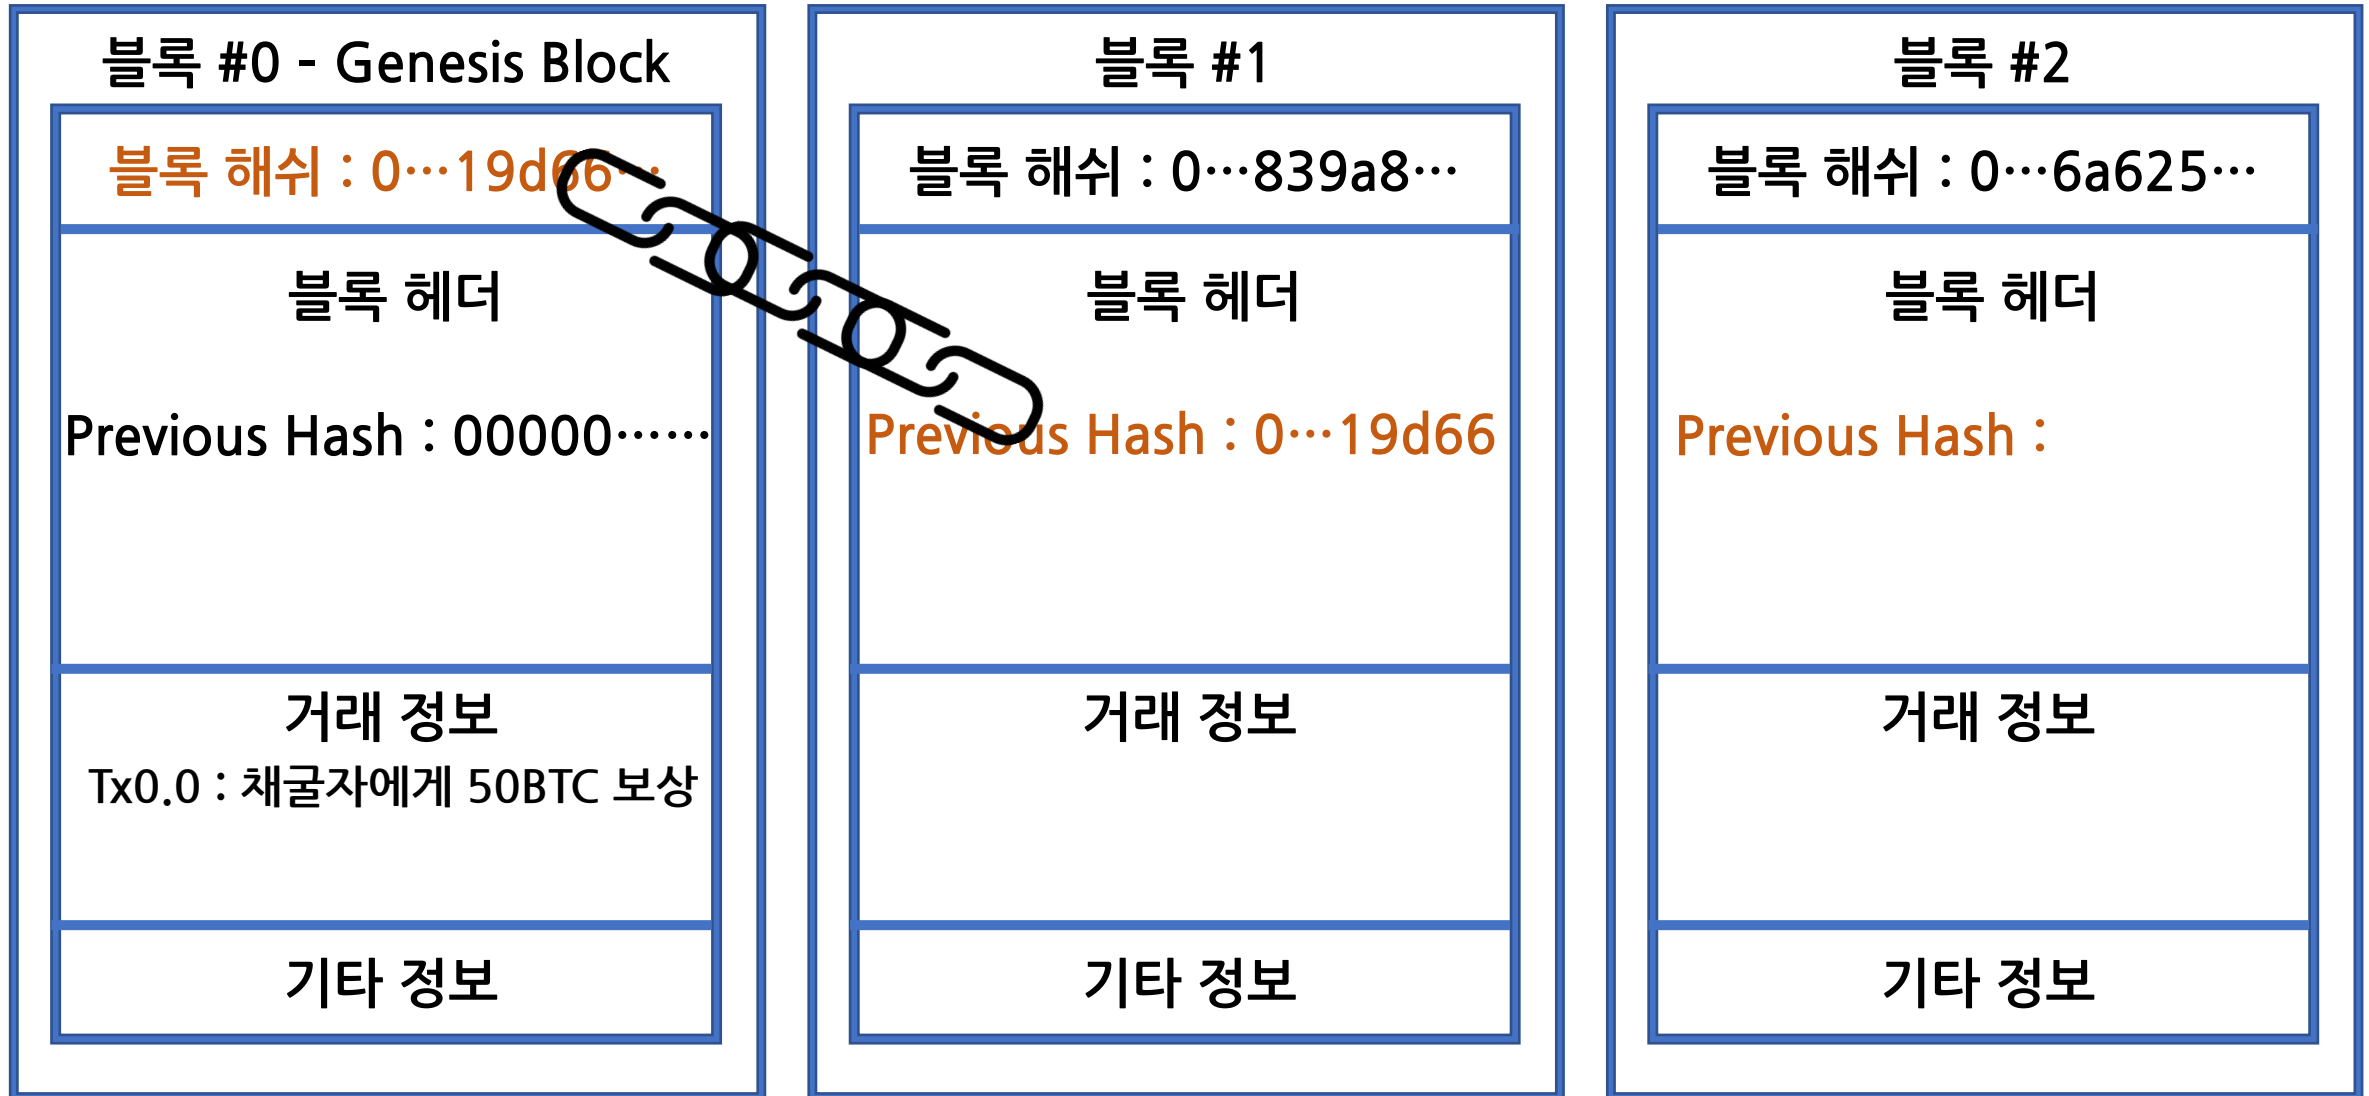 블록 #0 - Genesis Block
블록 해쉬 : 0…19d66…
블록 헤더
Previous Hash : 00000……
거래 정보
Tx0.0 : 채굴자에게 50BTC 보상
기타 정보
블록 #1
블록 해쉬 : 0…839a8…
블록 헤더
Previous Hash : 0…19d66
거래 정보
기타 정보
블록 #2
블록 해쉬 : 0…6a625…
블록 헤더
Previous Hash :
거래 정보
기타 정보